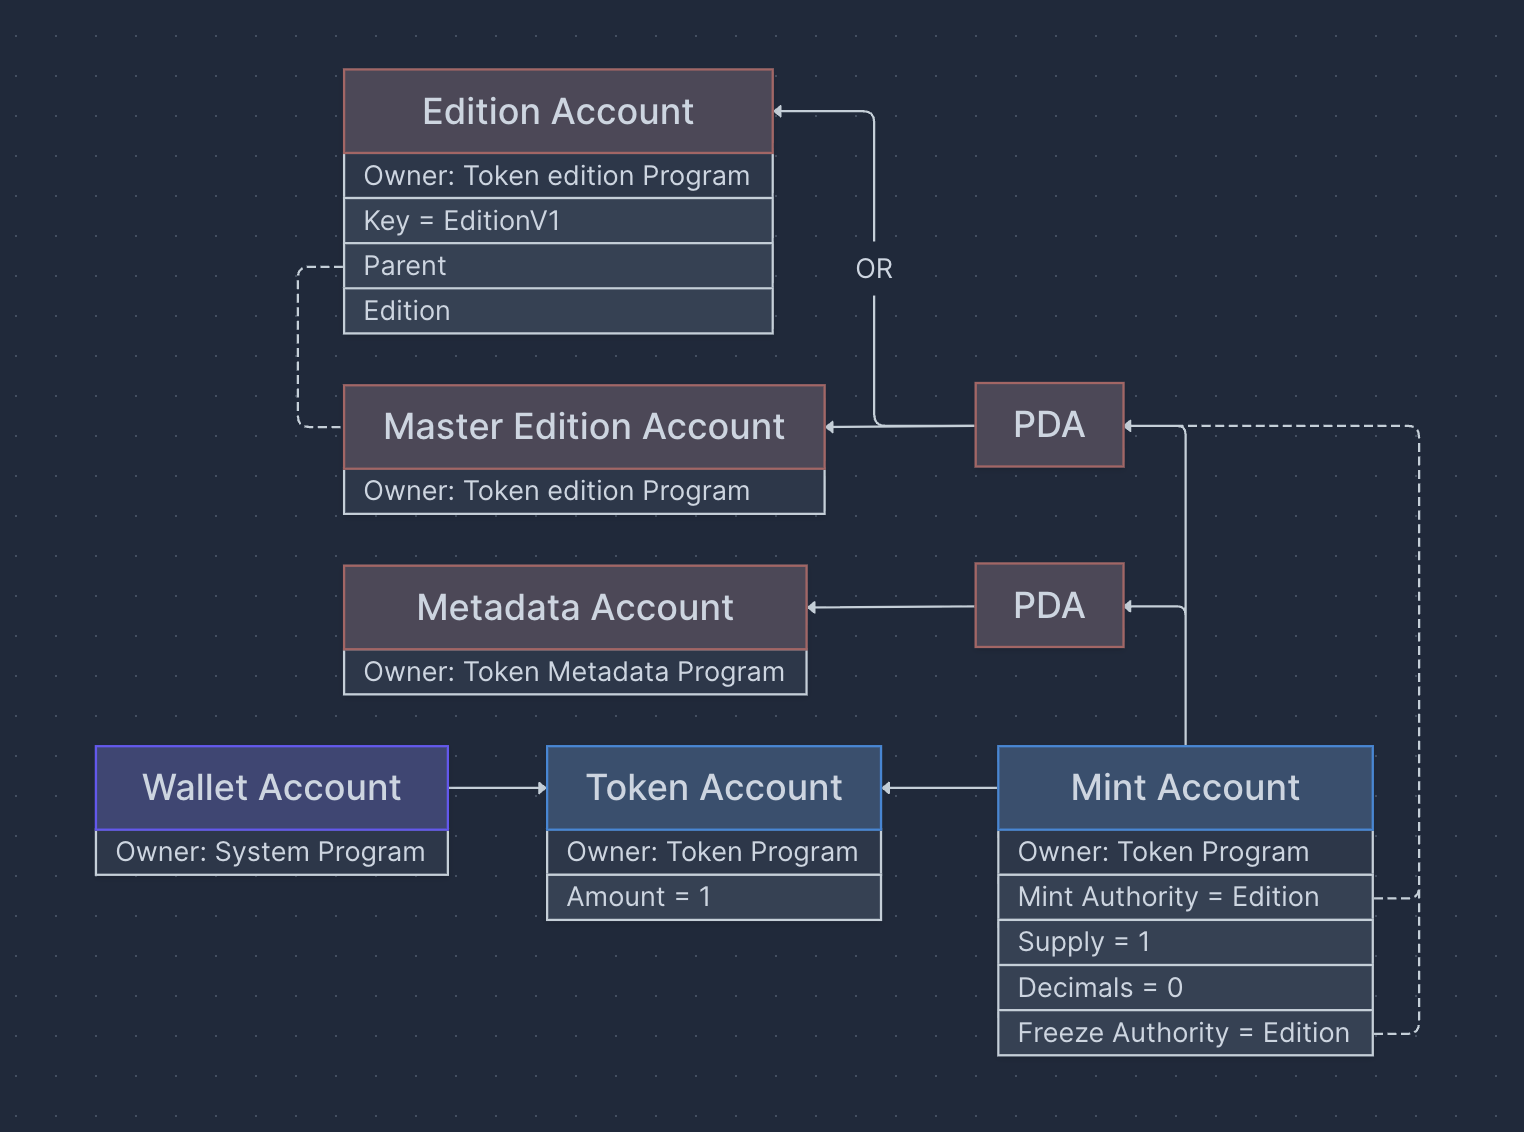 Edition Account
Owner: Token edition Program
Key = EditionV1
Parent
Edition
OR
Master Edition Account
Owner: Token edition Program
PDA
Metadata Account
Owner: Token Metadata Program
PDA
Wallet Account
Owner: System Program
Token Account
Owner: Token Program
Amount = 1
Mint Account
Owner: Token Program
Mint Authority = Edition
Supply = 1
Decimals = 0
Freeze Authority = Edition